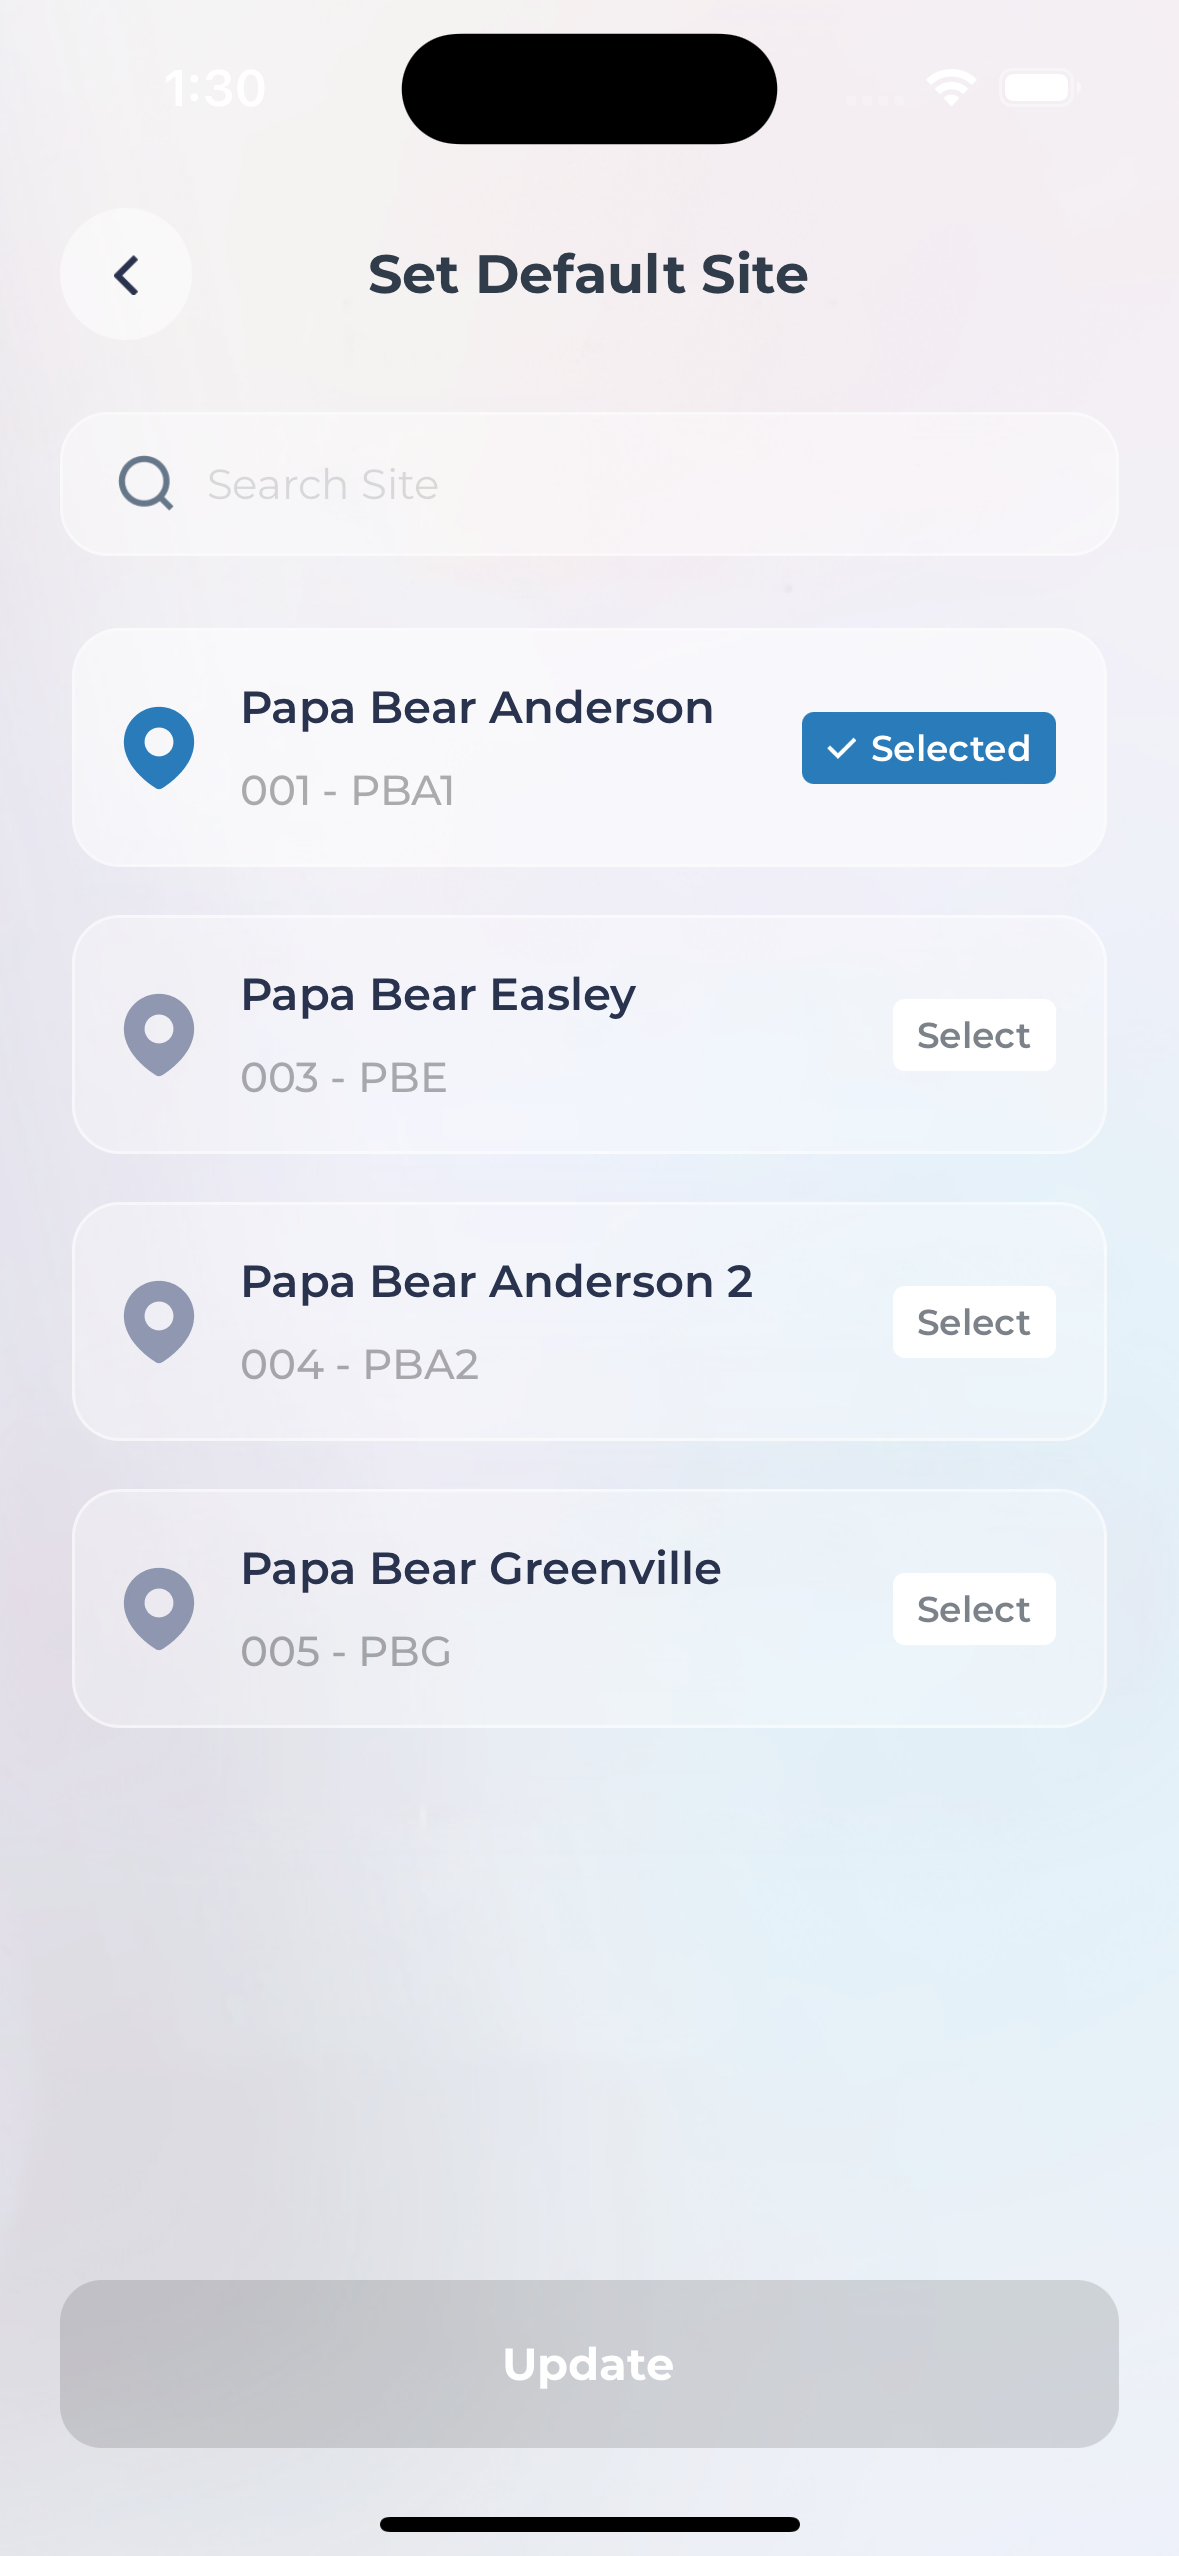 1:30
Set Default Site
Search Site
Papa Bear Anderson
001 - PBA1
Selected
Papa Bear Easley
003 - PBE
Select
Papa Bear Anderson 2
004 - PBA2
Select
Papa Bear Greenville
005 - PBG
Select
Update